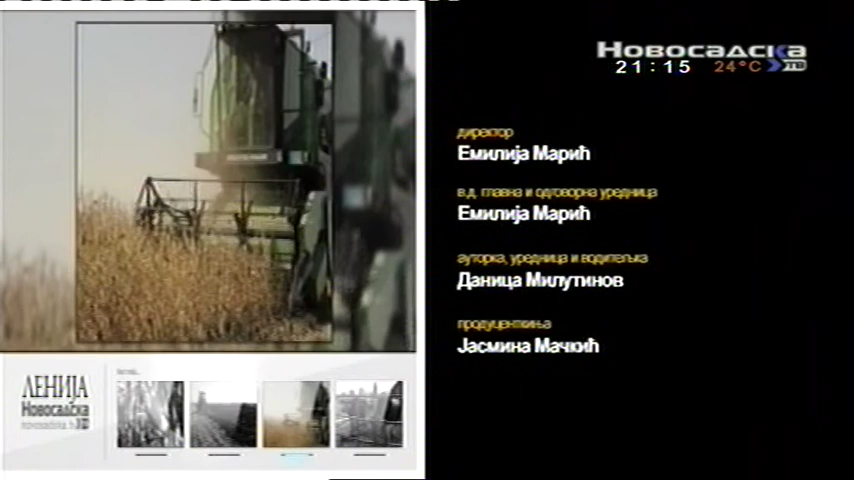 Новосадска
21:15 24°C ТВ
директор
Емилија Марић
в.д. главна и одговорна уредница
Емилија Марић
ауторка, уредница и водитељка
Даница Милутинов
продуценткиња
Јасмина Мачкић
ЛЕНИЈА
Новосадска